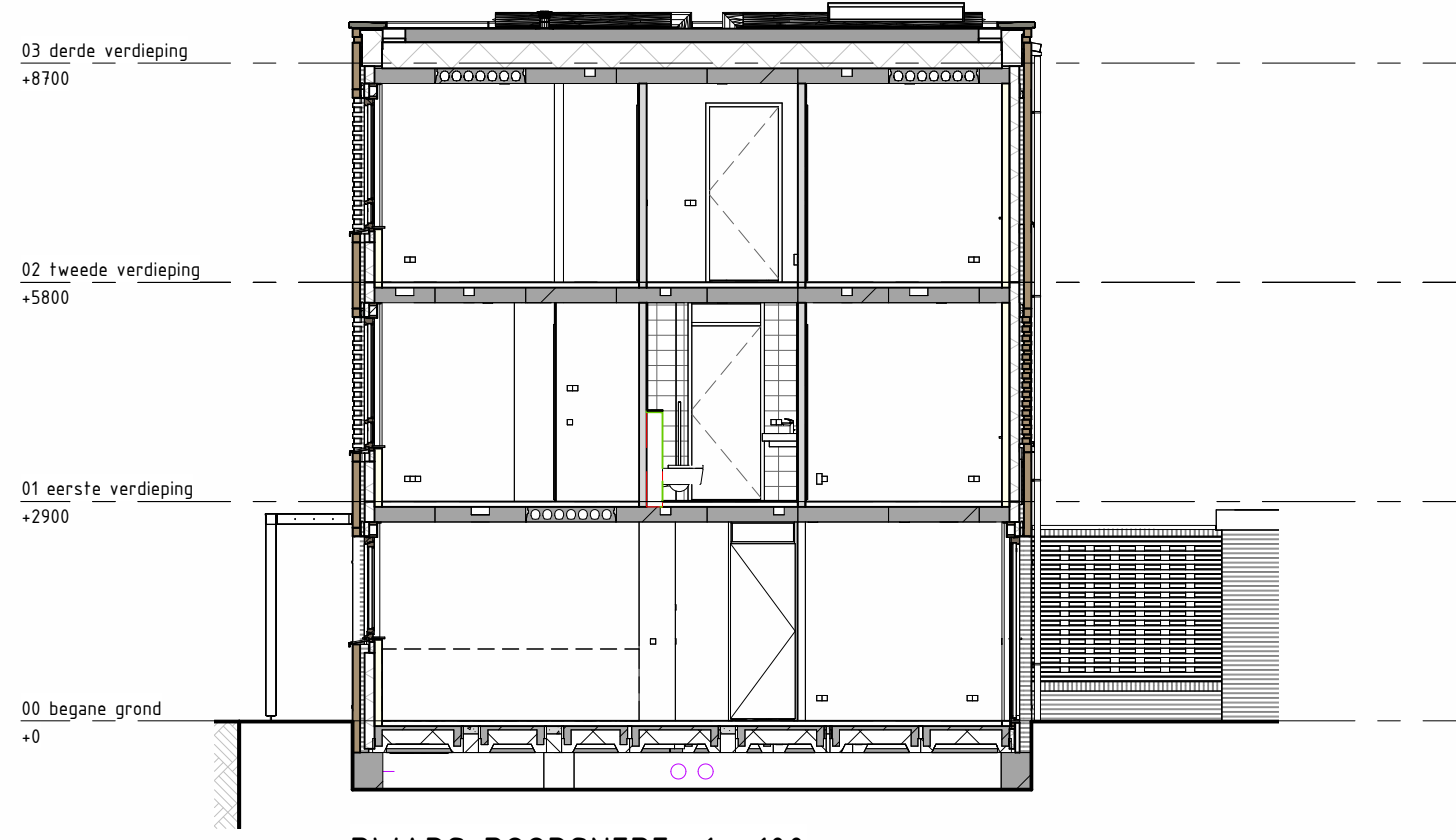 03 derde verdieping
+8700
02 tweede verdieping
+5800
01 eerste verdieping
+2900
00 begane grond
+0